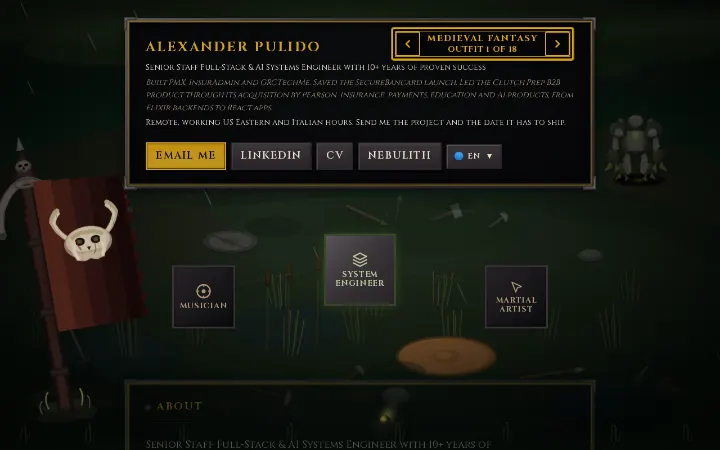 ALEXANDER PULIDO
MEDIEVAL FANTASY
OUTFIT 1 OF 18
SENIOR STAFF FULL-STACK & AI SYSTEMS ENGINEER WITH 10+ YEARS OF PROVEN SUCCESS
BUILT PMX, INSURADMIN AND GRCTECHME. SAVED THE SECUREBANCARD LAUNCH. LED THE CLUTCH PREP B2B
PRODUCT THROUGH ITS ACQUISITION BY PEARSON. INSURANCE, PAYMENTS, EDUCATION AND AI PRODUCTS, FROM
ELIXIR BACKENDS TO REACT APPS.
REMOTE, WORKING US EASTERN AND ITALIAN HOURS. SEND ME THE PROJECT AND THE DATE IT HAS TO SHIP.
EMAIL ME
LINKEDIN
CV
NEBULITH
EN
SYSTEM
ENGINEER
MUSICIAN
MARTIAL
ARTIST
ABOUT
SENIOR STAFF FULL-STACK & AI SYSTEMS ENGINEER WITH 10+ YEARS OF